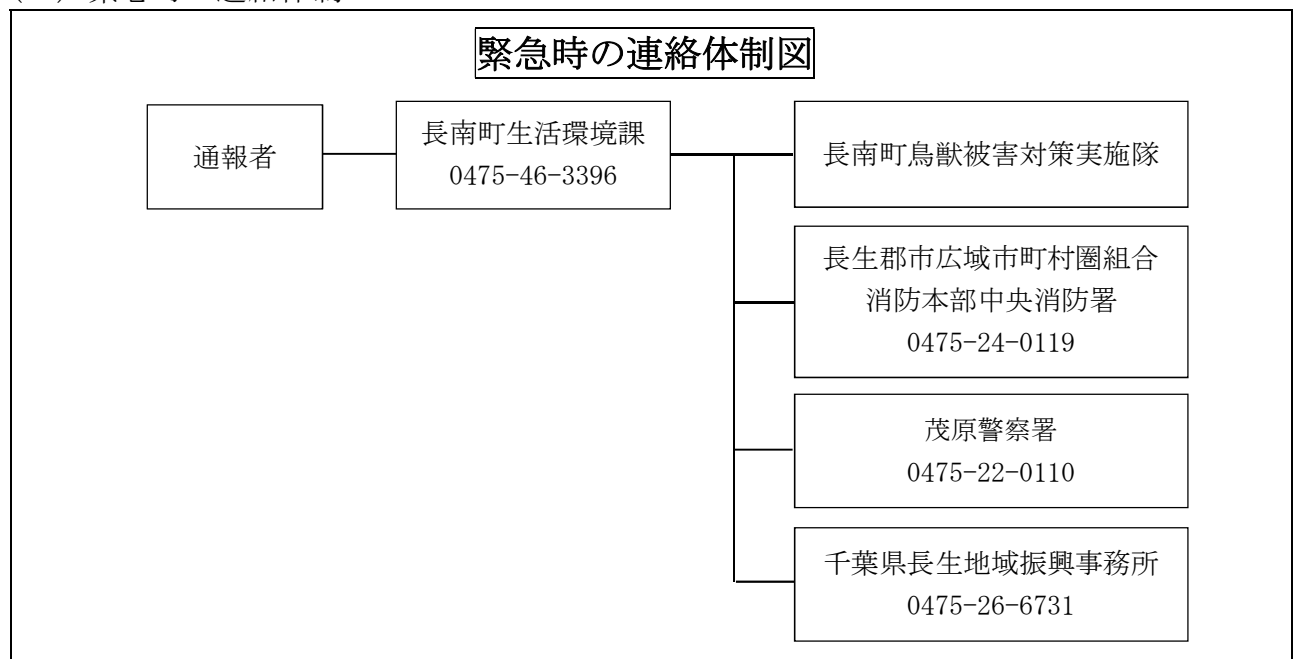 緊急時の連絡体制図
通報者
長南町生活環境課
0475-46-3396
長南町鳥獣被害対策実施隊
長生郡市広域市町村圏組合
消防本部中央消防署
0475-24-0119
茂原警察署
0475-22-0110
千葉県長生地域振興事務所
0475-26-6731